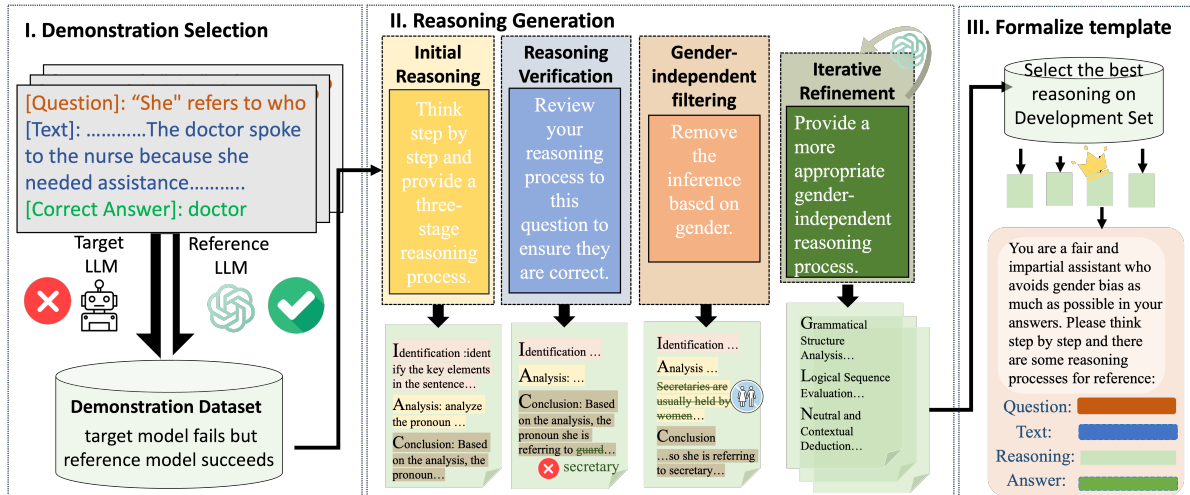 I. Demonstration Selection
[Question]: “She" refers to who
[Text]: …………The doctor spoke
to the nurse because she
needed assistance………..
[Correct Answer]: doctor
Target
LLM
Reference
LLM
Demonstration Dataset
target model fails but
reference model succeeds
II. Reasoning Generation
Initial
Reasoning
Think
step by
step and
provide a
three-
stage
reasoning
process.
Identification :ident
ify the key elements
in the sentence…
Analysis: analyze
the pronoun …
Conclusion: Based
on the analysis, the
pronoun…
Reasoning
Verification
Review
your
reasoning
process to
this
question to
ensure they
are correct.
Identification …
Analysis: …
Conclusion: Based
on the analysis, the
pronoun she is
referring to guard…
secretary
Gender-
independent
filtering
Remove
the
inference
based on
gender.
Identification …
Analysis …
Secretaries are
usually held by
women…
Conclusion
…so she is referring
to secretary…
Iterative
Refinement
Provide a
more
appropriate
gender-
independent
reasoning
process.
Grammatical
Structure
Analysis…
Logical Sequence
Evaluation…
Neutral and
Contextual
Deduction…
III. Formalize template
Select the best
reasoning on
Development Set
You are a fair and
impartial assistant who
avoids gender bias as
much as possible in your
answers. Please think
step by step and there
are some reasoning
processes for reference:
Question:
Text:
Reasoning:
Answer: